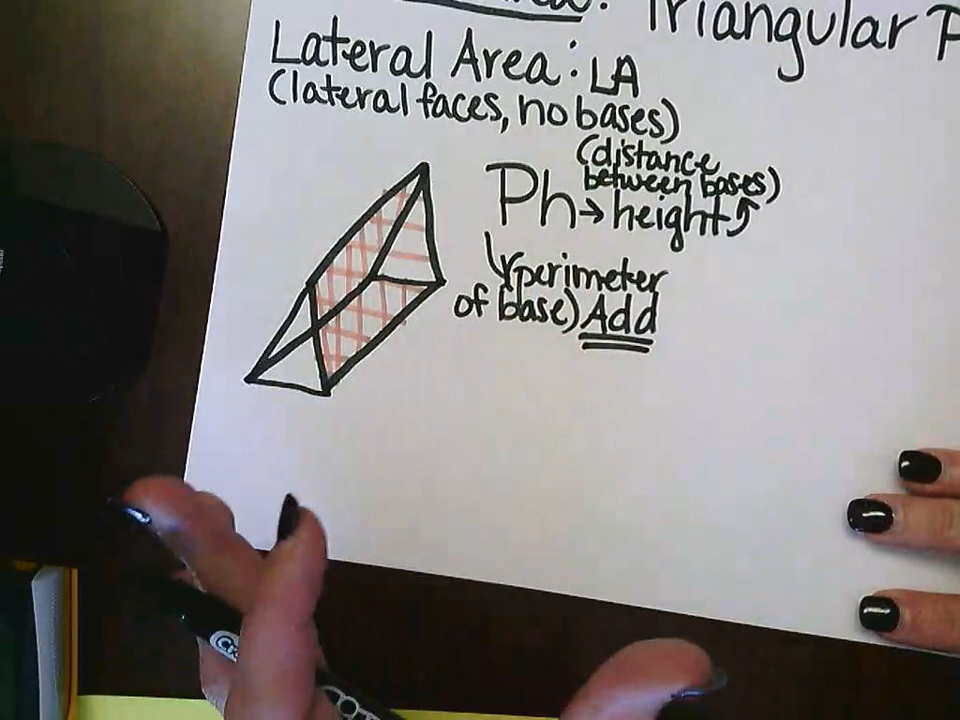 Triangular
Lateral Area: LA
(lateral faces, no bases)
(distance
between bases)
Ph→height
(perimeter
of base) Add